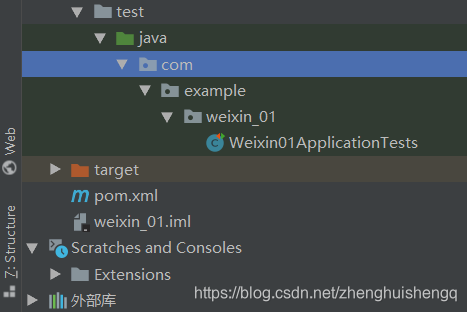 test
java
com
example
weixin_01
Weixin01ApplicationTests
target
pom.xml
weixin_01.iml
Scratches and Consoles
Extensions
外部库
Web
Z: Structure
https://blog.csdn.net/zhenghuishengq